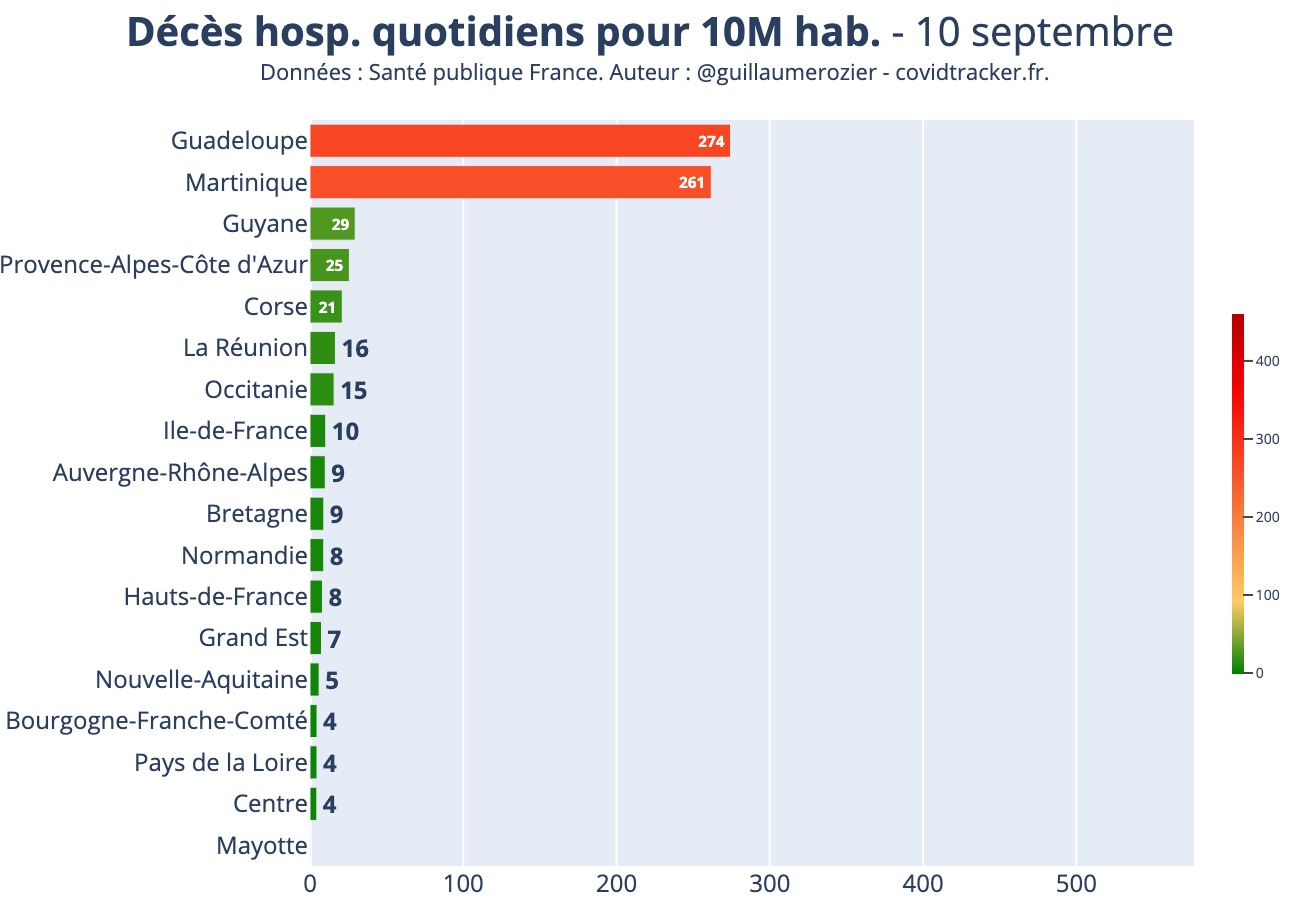 Décès hosp. quotidiens pour 10M hab. - 10 septembre
Données : Santé publique France. Auteur : @guillaumerozier - covidtracker.fr.
Guadeloupe 274
Martinique 261
Guyane 29
Provence-Alpes-Côte d'Azur 25
Corse 21
La Réunion 16
Occitanie 15
Ile-de-France 10
Auvergne-Rhône-Alpes 9
Bretagne 9
Normandie 8
Hauts-de-France 8
Grand Est 7
Nouvelle-Aquitaine 5
Bourgogne-Franche-Comté 4
Pays de la Loire 4
Centre 4
Mayotte
0 100 200 300 400 500
400
300
200
100
0